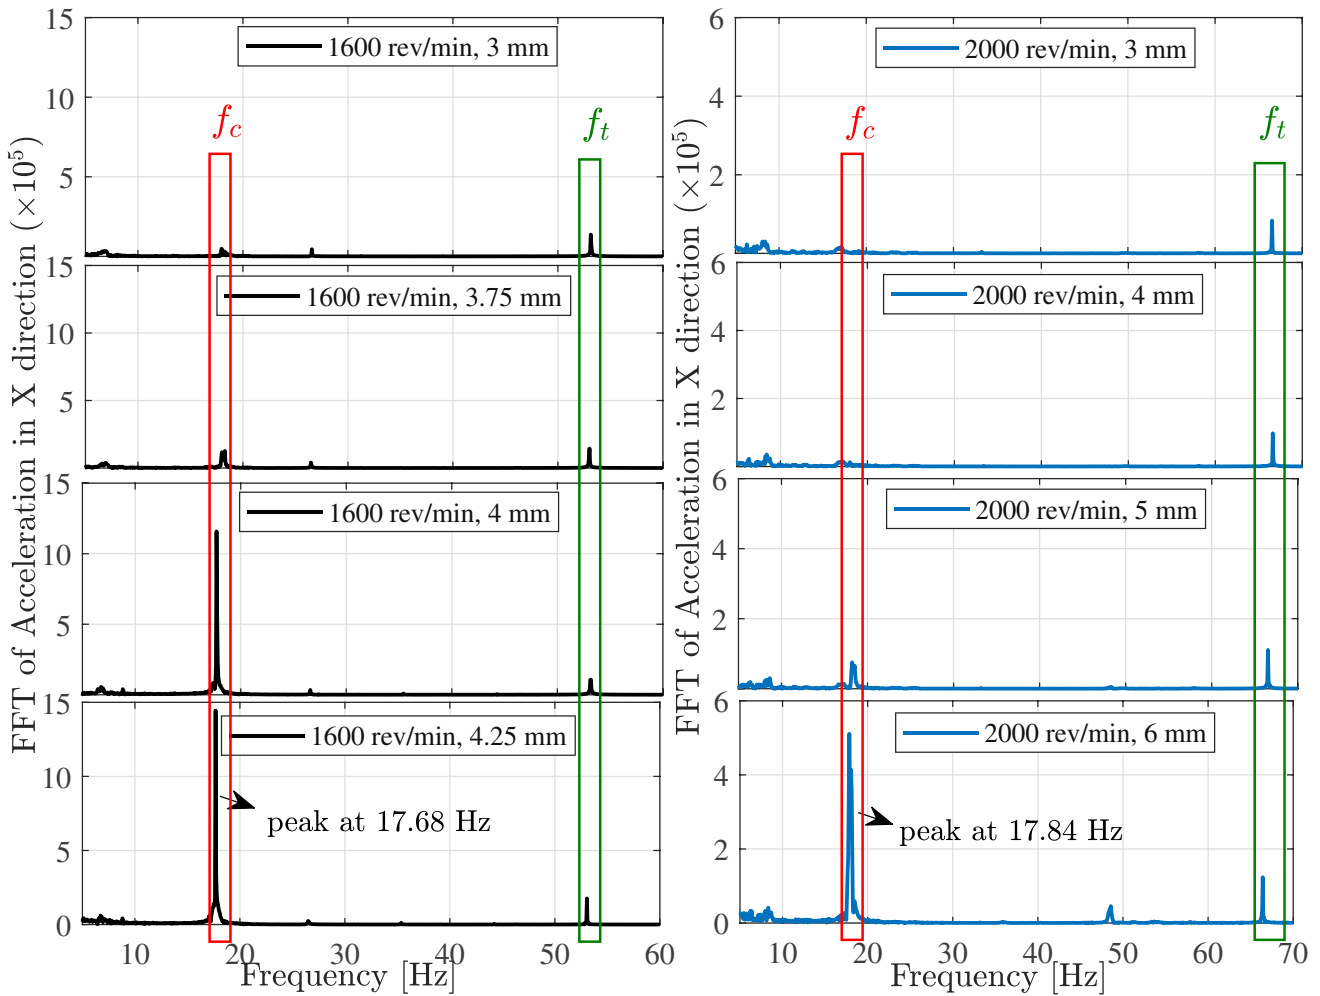 FFT of Acceleration in X direction (×10⁵)
15
10
5
1600 rev/min, 3 mm
f_c
f_t
15
10
5
1600 rev/min, 3.75 mm
15
10
5
1600 rev/min, 4 mm
15
10
5
0
1600 rev/min, 4.25 mm
peak at 17.68 Hz
10 20 30 40 50 60
Frequency [Hz]
FFT of Acceleration in X direction (×10⁵)
6
4
2
2000 rev/min, 3 mm
f_c
f_t
6
4
2
2000 rev/min, 4 mm
6
4
2
2000 rev/min, 5 mm
6
4
2
0
2000 rev/min, 6 mm
peak at 17.84 Hz
10 20 30 40 50 60 70
Frequency [Hz]